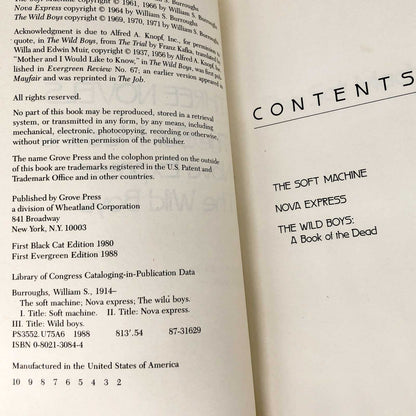 The Soft Machine copyright © 1961, 1966 by William S. Burroughs
Nova Express copyright © 1964 by William S. Burroughs
The Wild Boys copyright © 1969, 1970, 1971 by William S. Burroughs
Acknowledgment is due to Alfred A. Knopf, Inc., for permission to
quote, in The Wild Boys, from The Trial by Franz Kafka, translated by
Willa and Edwin Muir, copyright © 1937, 1956 by Alfred A. Knopf, Inc.
"Mother and I Would Like to Know," in The Wild Boys, was first pub-
lished in Evergreen Review No. 67; an earlier version appeared in
Mayfair and was reprinted in The Job.
All rights reserved.
No part of this book may be reproduced, stored in a retrieval
system, or transmitted in any form, by any means, including
mechanical, electronic, photocopying, recording or otherwise,
without prior written permission of the publisher.
The name Grove Press and the colophon printed on the outside
of this book are trademarks registered in the U.S. Patent and
Trademark Office and in other countries.
Published by Grove Press
a division of Wheatland Corporation
841 Broadway
New York, N.Y. 10003
First Black Cat Edition 1980
First Evergreen Edition 1988
Library of Congress Cataloging-in-Publication Data
Burroughs, William S., 1914–
The soft machine; Nova express; The wild boys.
I. Title: Soft machine. II. Title: Nova express.
III. Title: Wild boys.
PS3552.U75A6 1988 813'.54 87-31629
ISBN 0-8021-3084-4
Manufactured in the United States of America
10 9 8 7 6 5 4 3 2
CONTENTS
THE SOFT MACHINE
NOVA EXPRESS
THE WILD BOYS:
A Book of the Dead